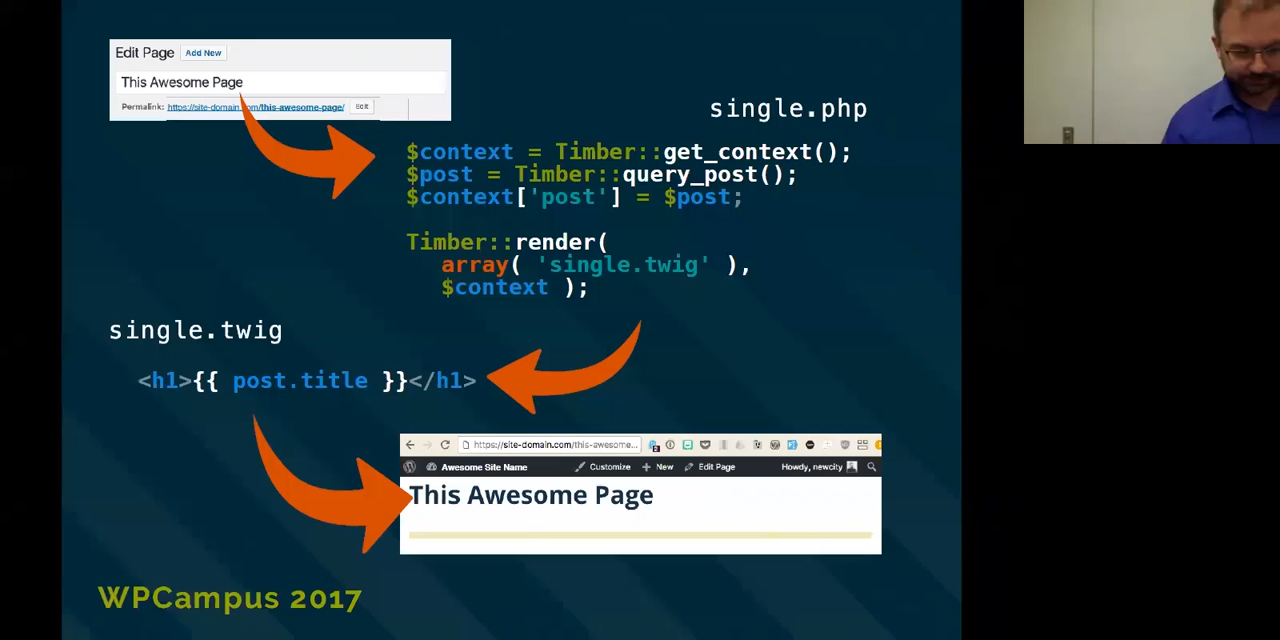 Edit Page Add New
This Awesome Page
Permalink: https://site-domain.com/this-awesome-page/ Edit
single.php
$context = Timber::get_context();
$post = Timber::query_post();
$context['post'] = $post;
Timber::render(
array( 'single.twig' ),
$context );
single.twig
<h1>{{ post.title }}</h1>
https://site-domain.com/this-awesome...
Awesome Site Name Customize New Edit Page Howdy, newcity
This Awesome Page
WPCampus 2017